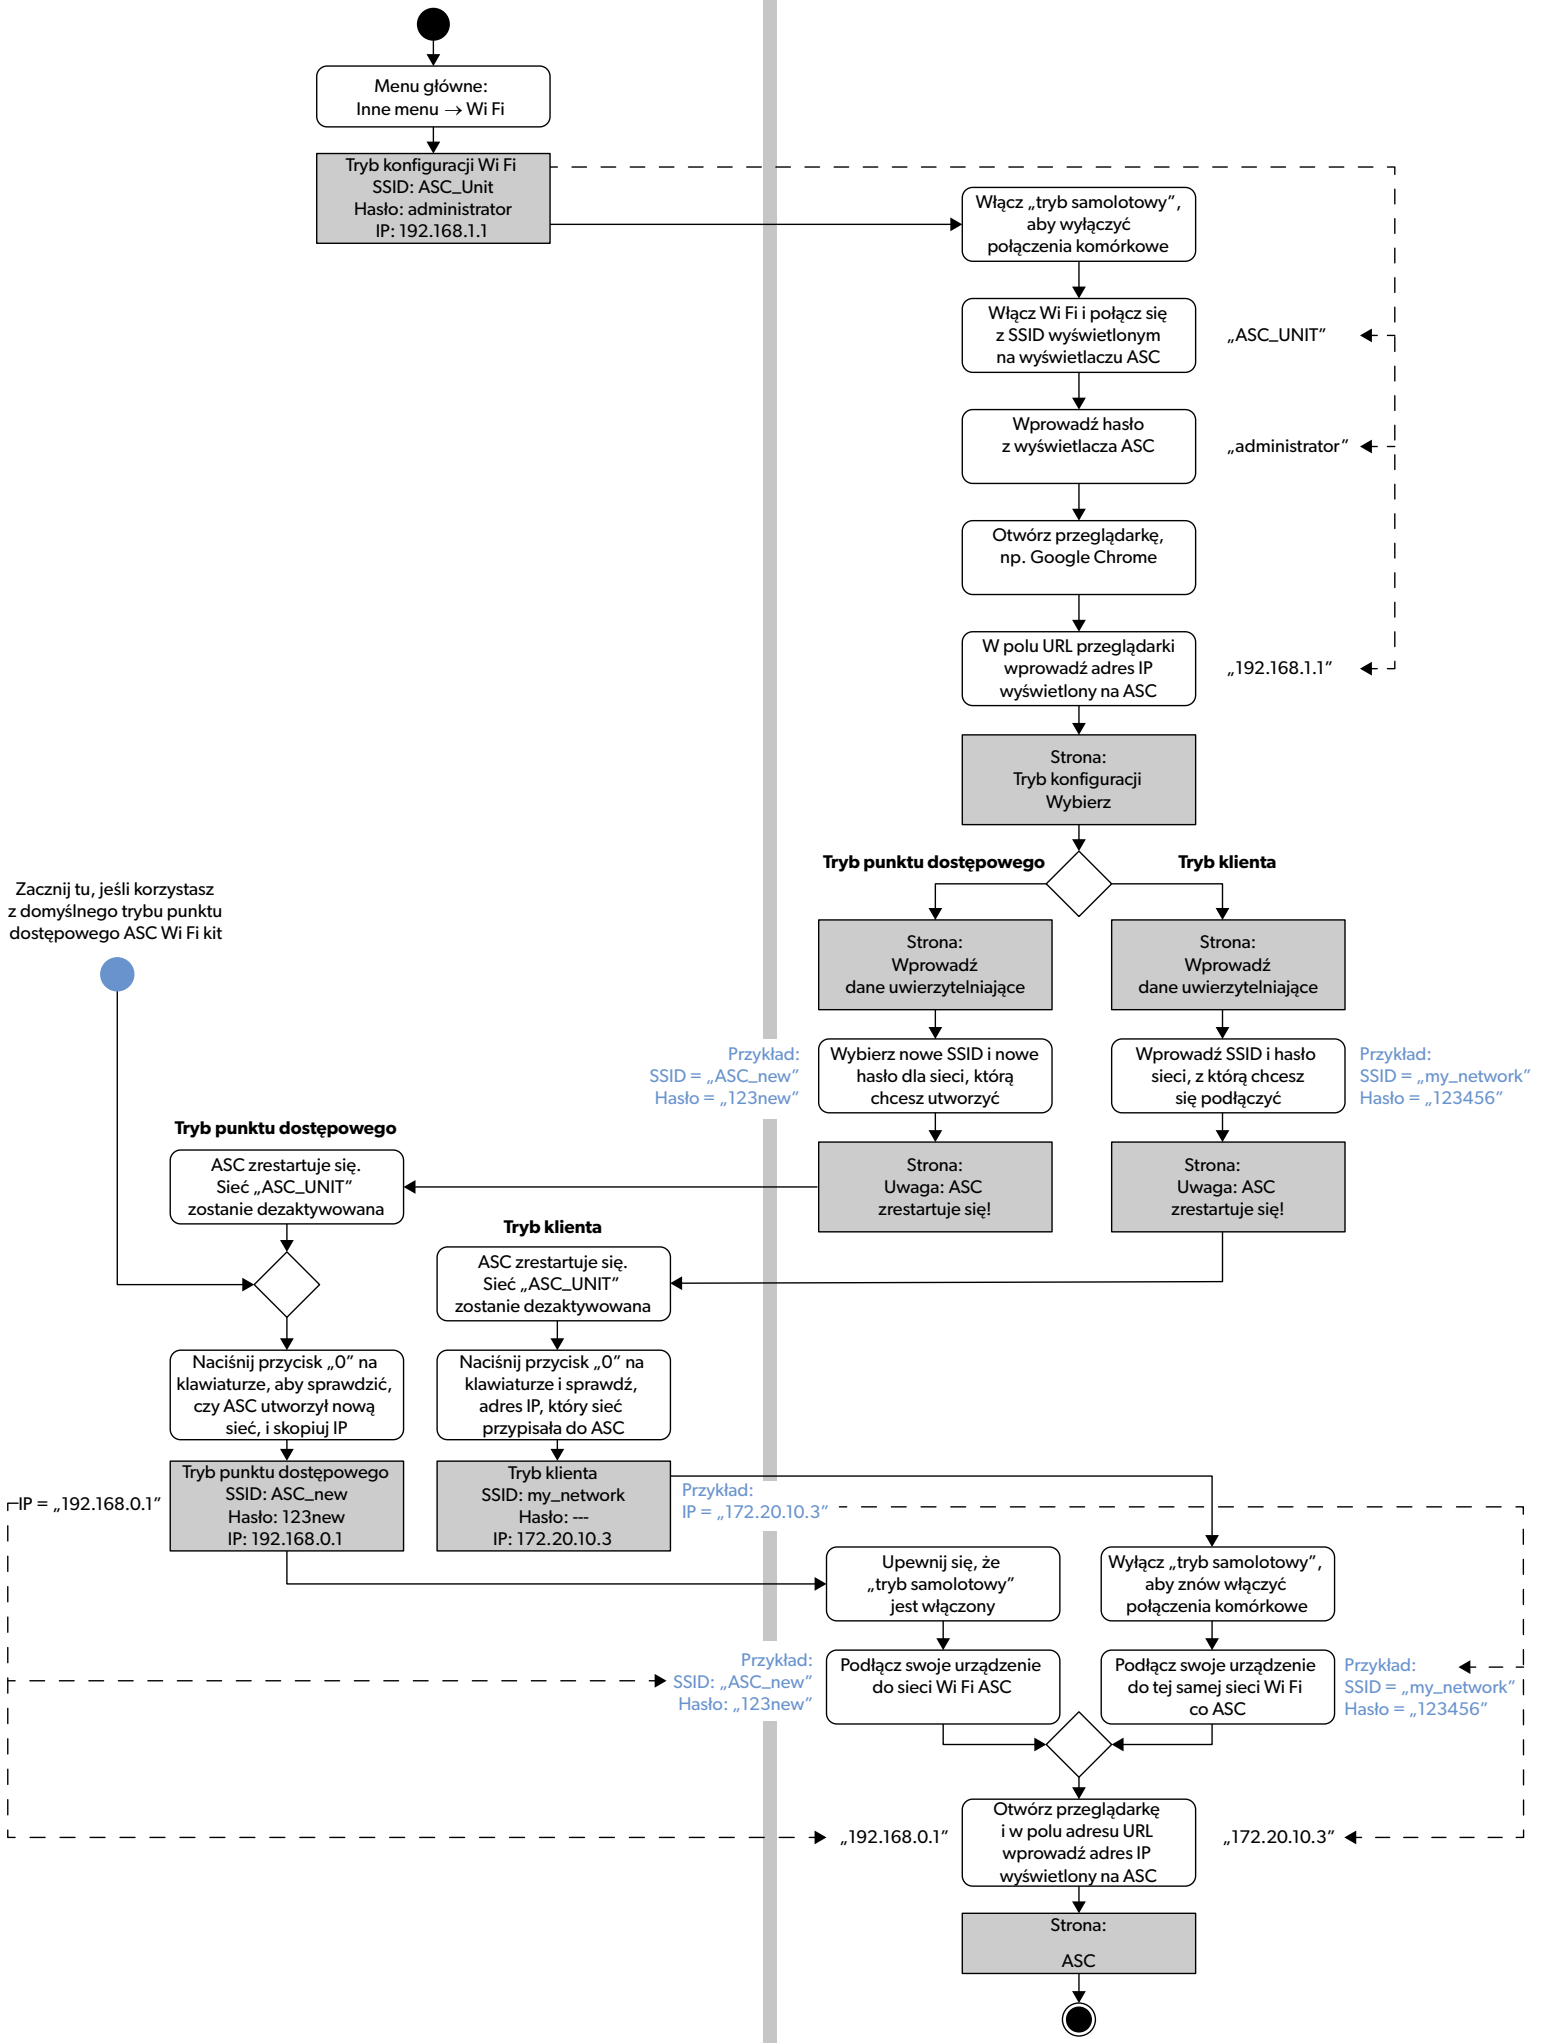 Menu główne:
Inne menu → Wi Fi
Tryb konfiguracji Wi Fi
SSID: ASC_Unit
Hasło: administrator
IP: 192.168.1.1
Włącz „tryb samolotowy”,
aby wyłączyć
połączenia komórkowe
Włącz Wi Fi i połącz się
z SSID wyświetlonym
na wyświetlaczu ASC
„ASC_UNIT”
Wprowadź hasło
z wyświetlacza ASC
„administrator”
Otwórz przeglądarkę,
np. Google Chrome
W polu URL przeglądarki
wprowadź adres IP
wyświetlony na ASC
„192.168.1.1”
Strona:
Tryb konfiguracji
Wybierz
Tryb punktu dostępowego
Tryb klienta
Zacznij tu, jeśli korzystasz
z domyślnego trybu punktu
dostępowego ASC Wi Fi kit
Strona:
Wprowadź
dane uwierzytelniające
Strona:
Wprowadź
dane uwierzytelniające
Przykład:
SSID = „ASC_new”
Hasło = „123new”
Wybierz nowe SSID i nowe
hasło dla sieci, którą
chcesz utworzyć
Wprowadź SSID i hasło
sieci, z którą chcesz
się podłączyć
Przykład:
SSID = „my_network”
Hasło = „123456”
Tryb punktu dostępowego
ASC zrestartuje się.
Sieć „ASC_UNIT”
zostanie dezaktywowana
Strona:
Uwaga: ASC
zrestartuje się!
Strona:
Uwaga: ASC
zrestartuje się!
Tryb klienta
ASC zrestartuje się.
Sieć „ASC_UNIT”
zostanie dezaktywowana
Naciśnij przycisk „0” na
klawiaturze, aby sprawdzić,
czy ASC utworzył nową
sieć, i skopiuj IP
Naciśnij przycisk „0” na
klawiaturze i sprawdź,
adres IP, który sieć
przypisała do ASC
IP = „192.168.0.1”
Tryb punktu dostępowego
SSID: ASC_new
Hasło: 123new
IP: 192.168.0.1
Tryb klienta
SSID: my_network
Hasło: ---
IP: 172.20.10.3
Przykład:
IP = „172.20.10.3”
Upewnij się, że
„tryb samolotowy”
jest włączony
Wyłącz „tryb samolotowy”,
aby znów włączyć
połączenia komórkowe
Przykład:
SSID: „ASC_new”
Hasło: „123new”
Podłącz swoje urządzenie
do sieci Wi Fi ASC
Podłącz swoje urządzenie
do tej samej sieci Wi Fi
co ASC
Przykład:
SSID = „my_network”
Hasło = „123456”
„192.168.0.1”
Otwórz przeglądarkę
i w polu adresu URL
wprowadź adres IP
wyświetlony na ASC
„172.20.10.3”
Strona:
ASC